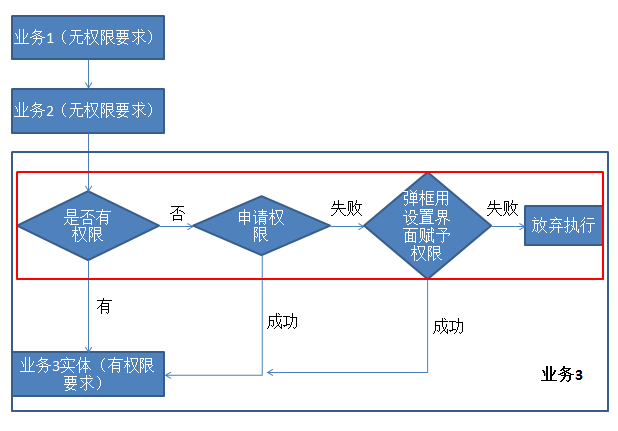 业务1（无权限要求）
业务2（无权限要求）
是否有
权限
否
申请权
限
失败
弹框用
设置界
面赋予
权限
失败
放弃执行
有
成功
成功
业务3实体（有权限
要求）
业务3